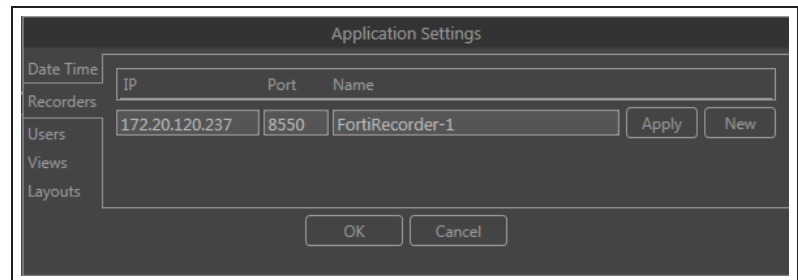 Application Settings
Date Time
Recorders
Users
Views
Layouts
IP Port Name
172.20.120.237 8550 FortiRecorder-1 Apply New
OK Cancel